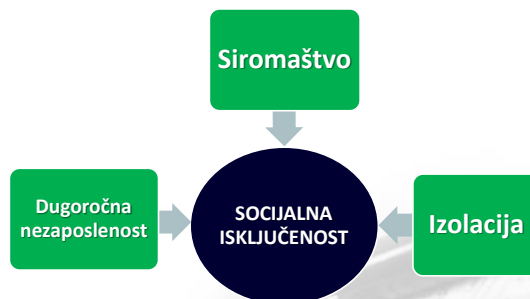 Siromaštvo
Dugoročna
nezaposlenost
SOCIJALNA
ISKLJUČENOST
Izolacija